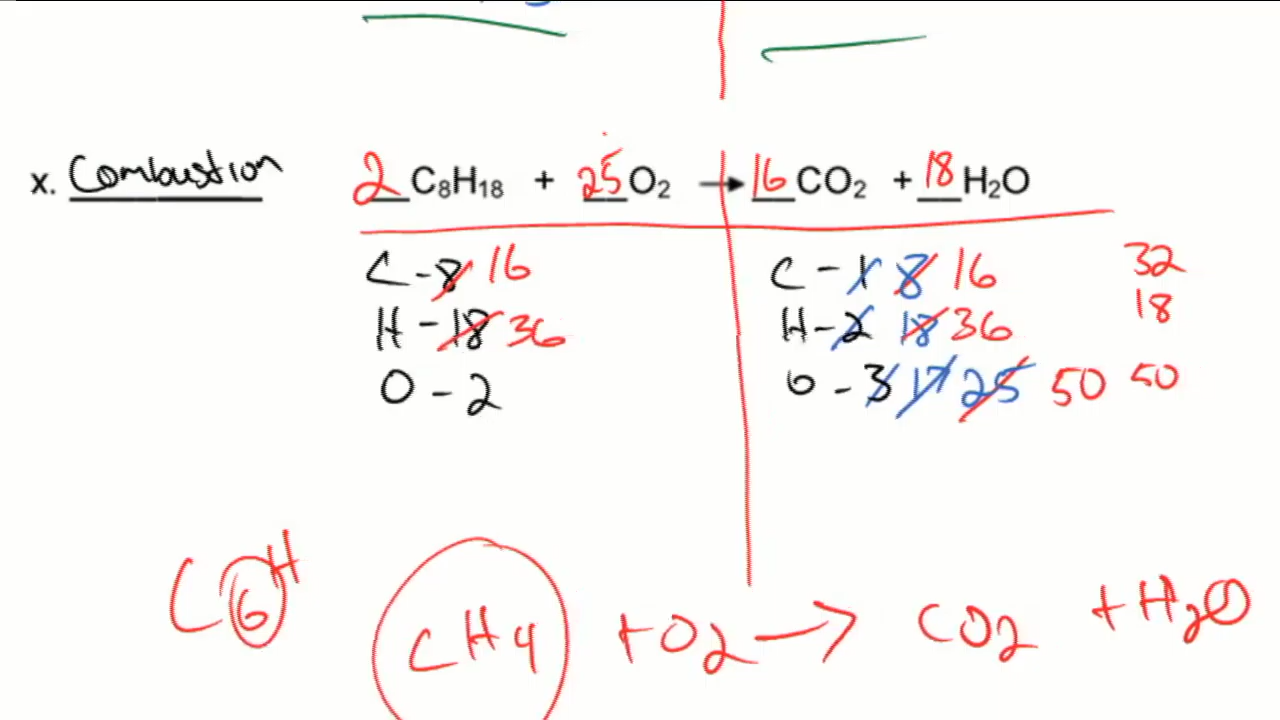 x. Combustion 2 C₈H₁₈ + 25 O₂ → 16 CO₂ + 18 H₂O
C - 8 16 C - 1 8 16 32
H - 18 36 H - 2 18 36 18
O - 2 O - 3 17 25 50 50
C6H CH4 + O2 → CO2 + H2O